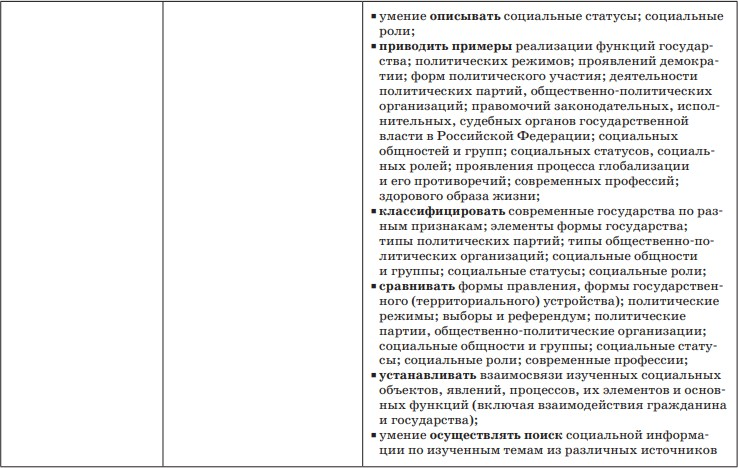 ▪ умение описывать социальные статусы; социальные
роли;
▪ приводить примеры реализации функций государ-
ства; политических режимов; проявлений демокра-
тии; форм политического участия; деятельности
политических партий, общественно-политических
организаций; правомочий законодательных, испол-
нительных, судебных органов государственной
власти в Российской Федерации; социальных
общностей и групп; социальных статусов, социаль-
ных ролей; проявления процесса глобализации
и его противоречий; современных профессий;
здорового образа жизни;
▪ классифицировать современные государства по раз-
ным признакам; элементы формы государства;
типы политических партий; типы общественно-по-
литических организаций; социальные общности
и группы; социальные статусы; социальные роли;
▪ сравнивать формы правления, формы государствен-
ного (территориального) устройства); политические
режимы; выборы и референдум; политические
партии, общественно-политические организации;
социальные общности и группы; социальные стату-
сы; социальные роли; современные профессии;
▪ устанавливать взаимосвязи изученных социальных
объектов, явлений, процессов, их элементов и основ-
ных функций (включая взаимодействия гражданина
и государства);
▪ умение осуществлять поиск социальной информа-
ции по изученным темам из различных источников